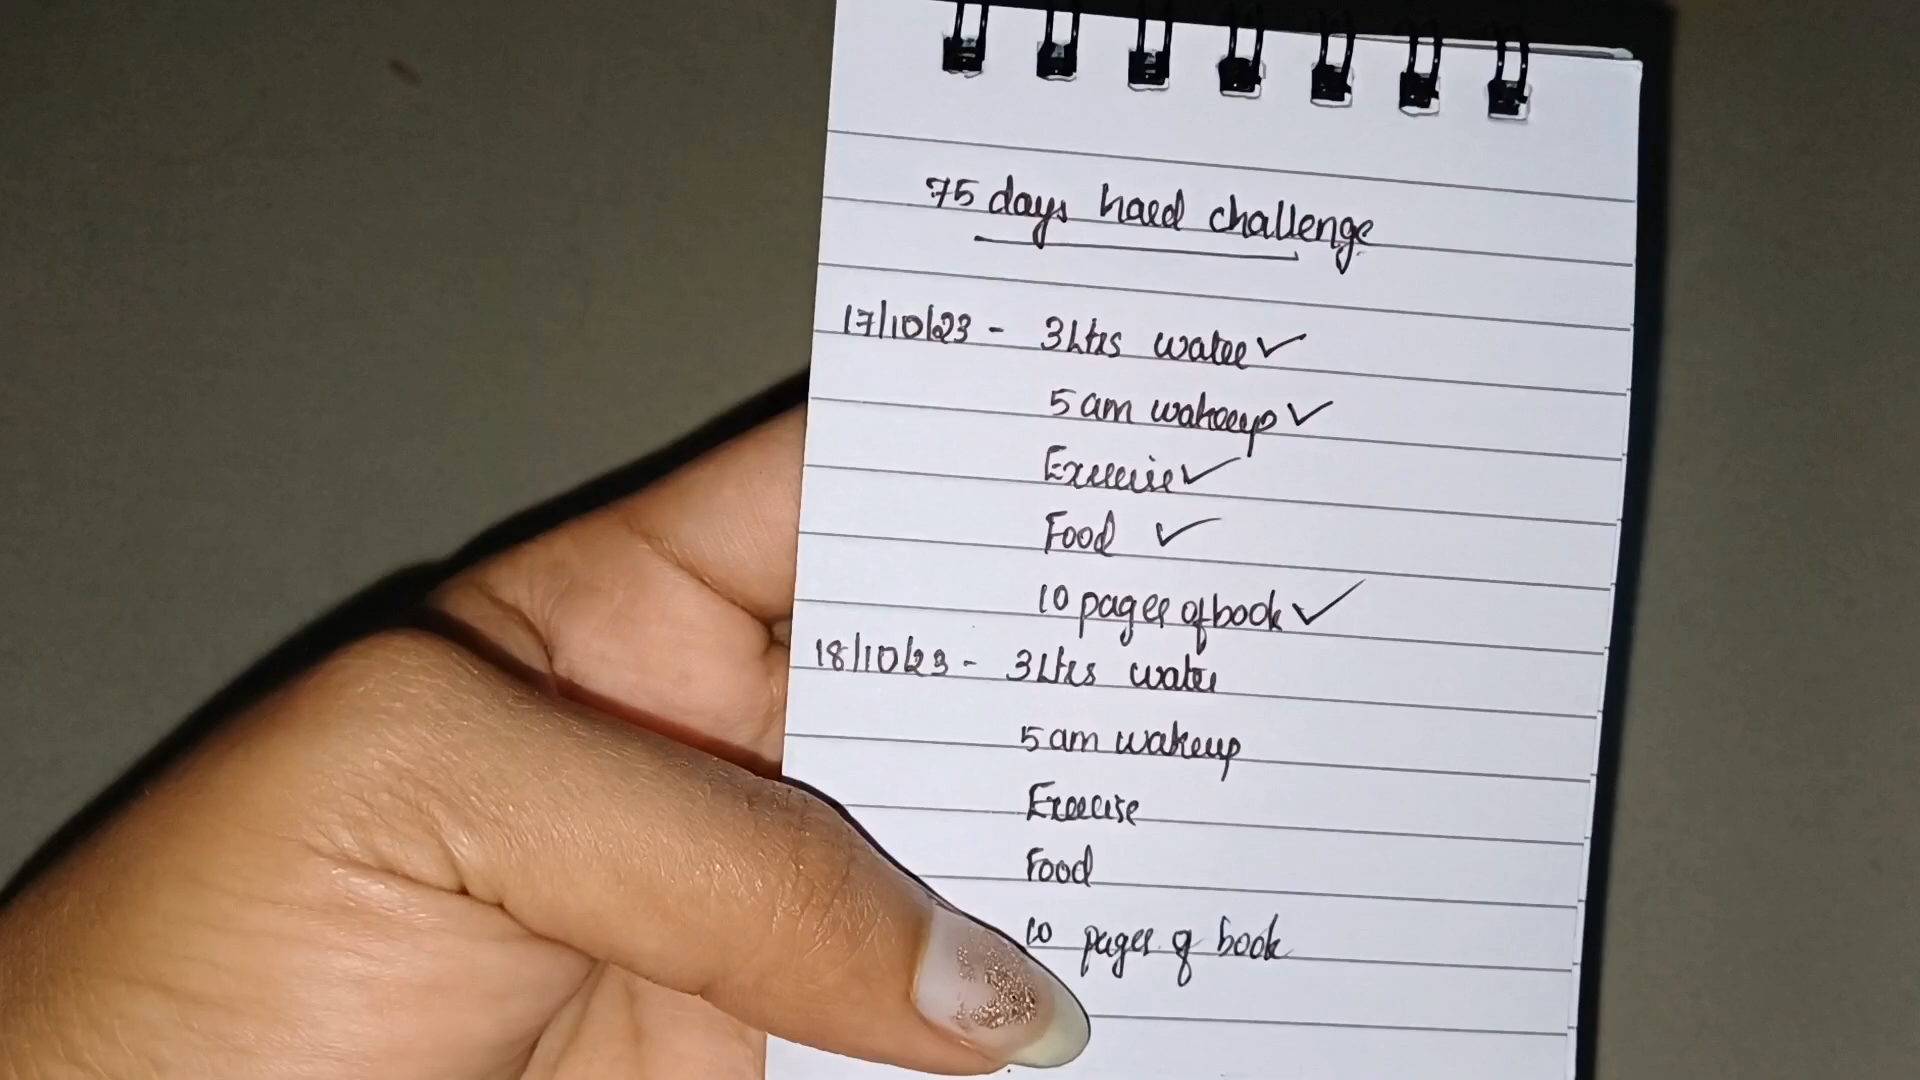 75 days hard challenge
17/10/23 - 3Ltrs water ✓
5 am wakeup ✓
Exercise ✓
Food ✓
10 pages of book ✓
18/10/23 - 3Ltrs water
5 am wakeup
Exercise
Food
10 pages of book